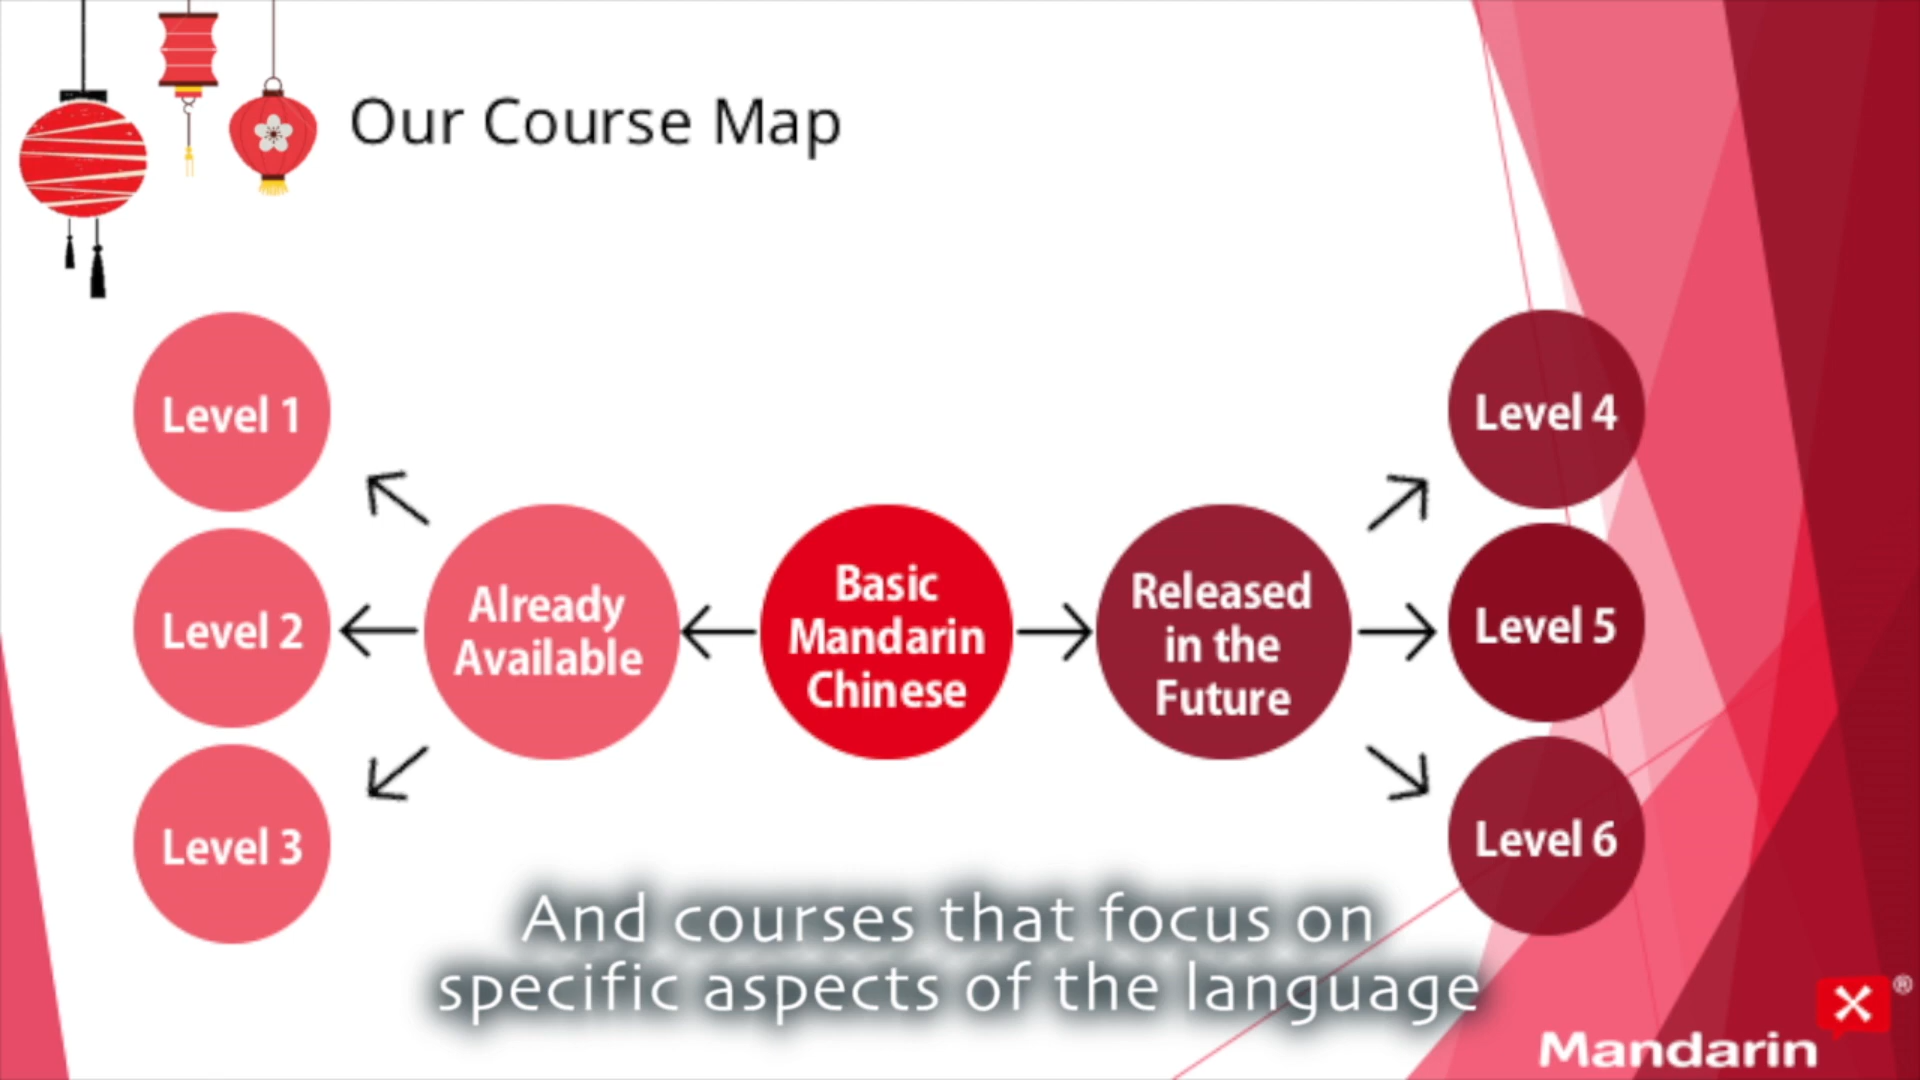 Our Course Map
Level 1
Level 2
Level 3
Already
Available
Basic
Mandarin
Chinese
Released
in the
Future
Level 4
Level 5
Level 6
And courses that focus on
specific aspects of the language
Mandarin X ®